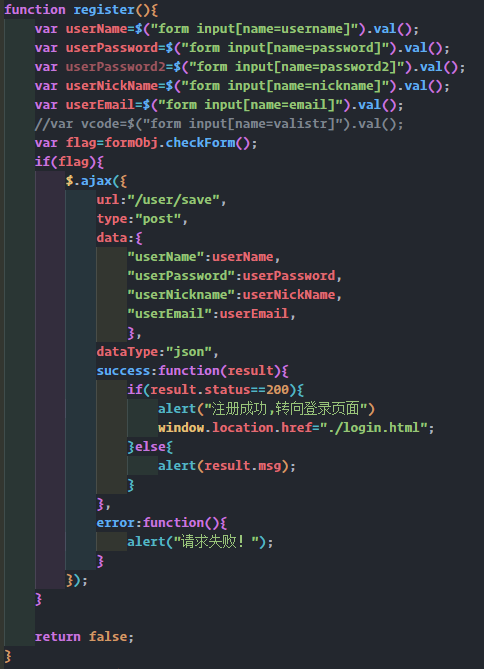 function register(){
    var userName=$("form input[name=username]").val();
    var userPassword=$("form input[name=password]").val();
    var userPassword2=$("form input[name=password2]").val();
    var userNickName=$("form input[name=nickname]").val();
    var userEmail=$("form input[name=email]").val();
    //var vcode=$("form input[name=valistr]").val();
    var flag=formObj.checkForm();
    if(flag){
        $.ajax({
            url:"/user/save",
            type:"post",
            data:{
                "userName":userName,
                "userPassword":userPassword,
                "userNickname":userNickName,
                "userEmail":userEmail,
                },
            dataType:"json",
            success:function(result){
                if(result.status==200){
                    alert("注册成功,转向登录页面")
                    window.location.href="./login.html";
                }else{
                    alert(result.msg);
                }
            },
            error:function(){
                alert("请求失败！");
            }
        });
    }

    return false;
}